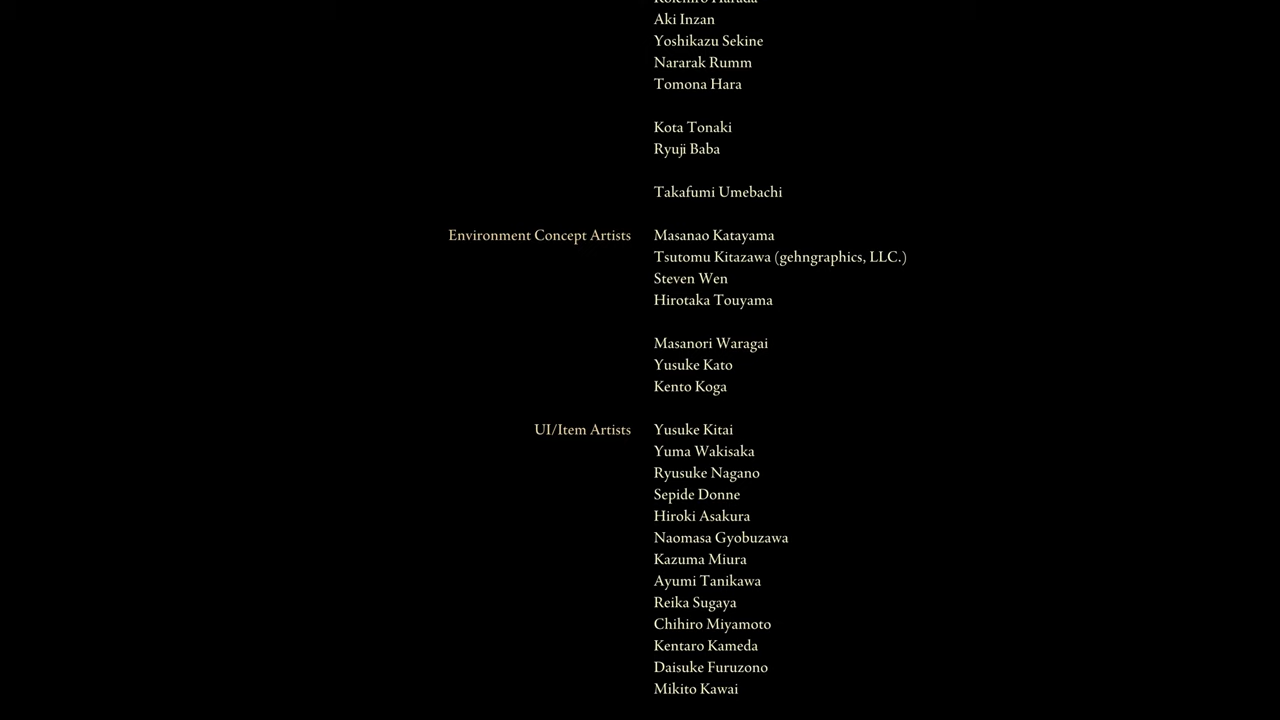 Koichiro Harada
Aki Inzan
Yoshikazu Sekine
Nararak Rumm
Tomona Hara
Kota Tonaki
Ryuji Baba
Takafumi Umebachi
Environment Concept Artists Masanao Katayama
Tsutomu Kitazawa (gehngraphics, LLC.)
Steven Wen
Hirotaka Touyama
Masanori Waragai
Yusuke Kato
Kento Koga
UI/Item Artists Yusuke Kitai
Yuma Wakisaka
Ryusuke Nagano
Sepide Donne
Hiroki Asakura
Naomasa Gyobuzawa
Kazuma Miura
Ayumi Tanikawa
Reika Sugaya
Chihiro Miyamoto
Kentaro Kameda
Daisuke Furuzono
Mikito Kawai